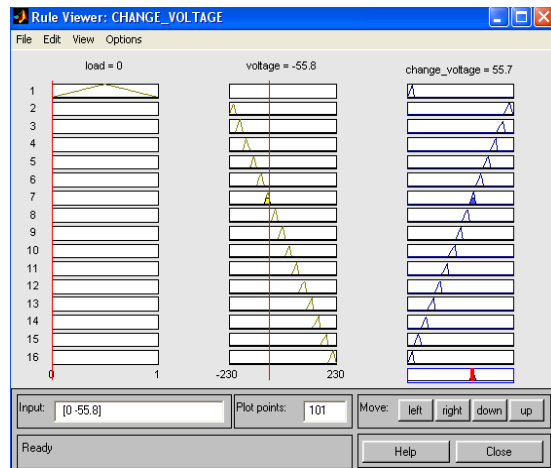 Rule Viewer: CHANGE_VOLTAGE
File Edit View Options
load = 0 voltage = -55.8 change_voltage = 55.7
1
2
3
4
5
6
7
8
9
10
11
12
13
14
15
16
0 1 -230 230
Input: [0 -55.8] Plot points: 101 Move: left right down up
Ready Help Close